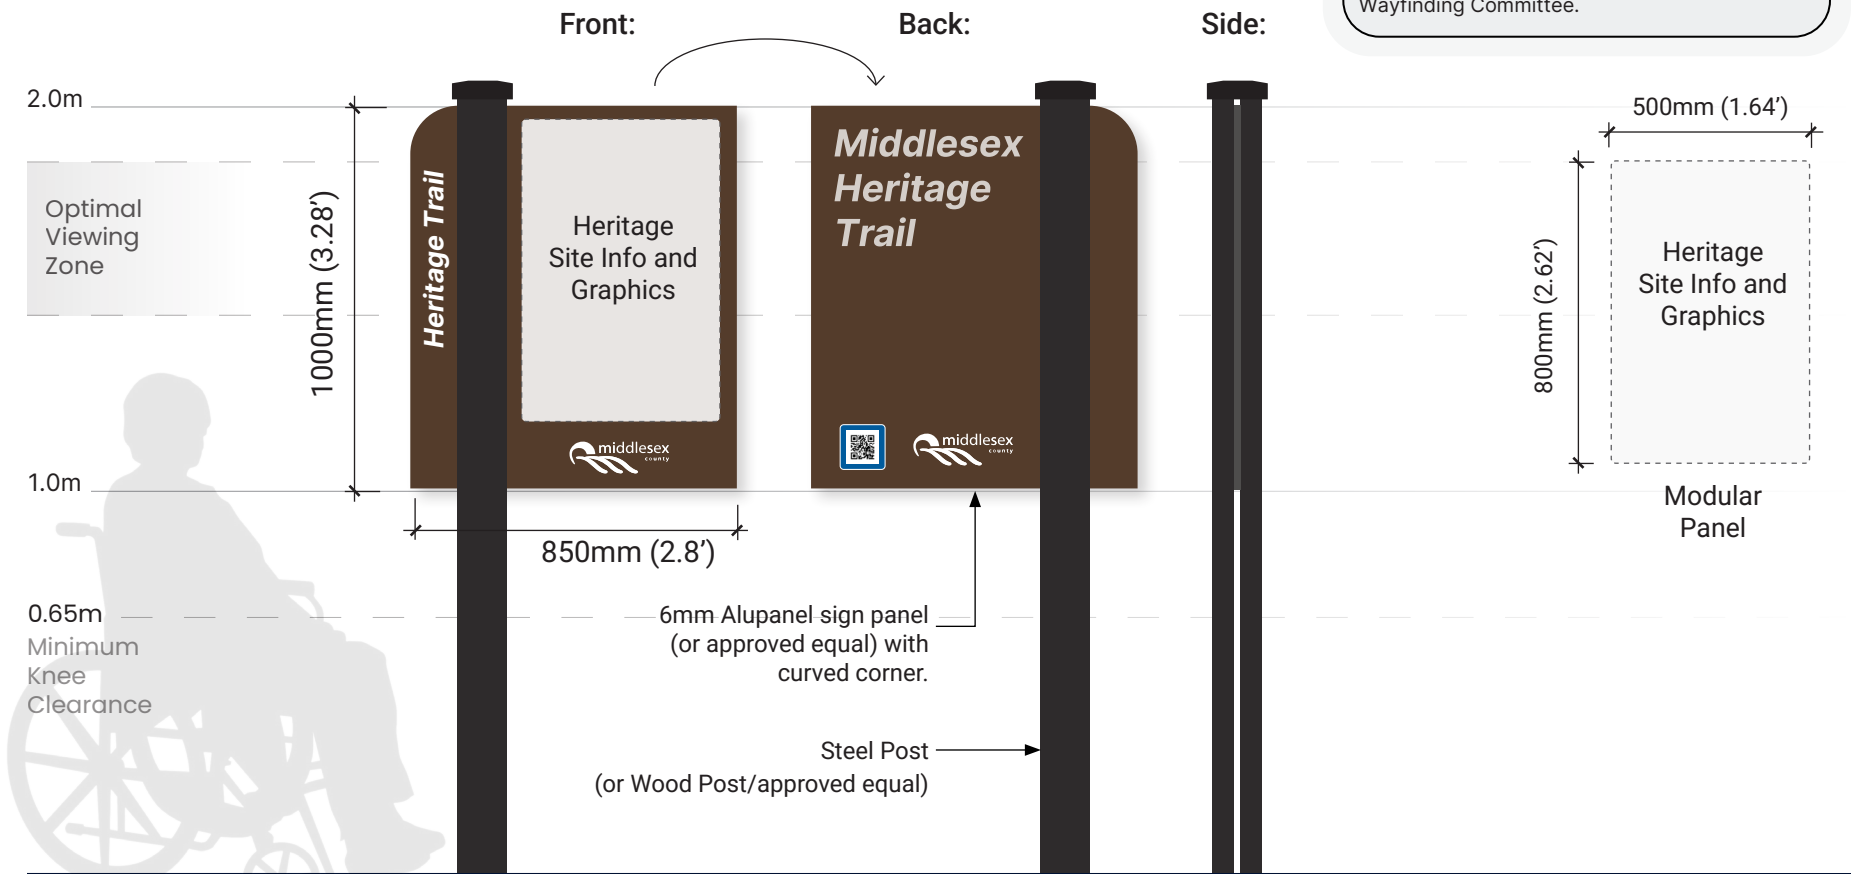 Wayfinding Committee.
Front:
Back:
Side:
2.0m
Optimal
Viewing
Zone
1000mm (3.28’)
Heritage Trail
Heritage
Site Info and
Graphics
middlesex
county
Middlesex
Heritage
Trail
middlesex
county
500mm (1.64’)
800mm (2.62’)
Heritage
Site Info and
Graphics
Modular
Panel
1.0m
850mm (2.8’)
0.65m
Minimum
Knee
Clearance
6mm Alupanel sign panel
(or approved equal) with
curved corner.
Steel Post
(or Wood Post/approved equal)